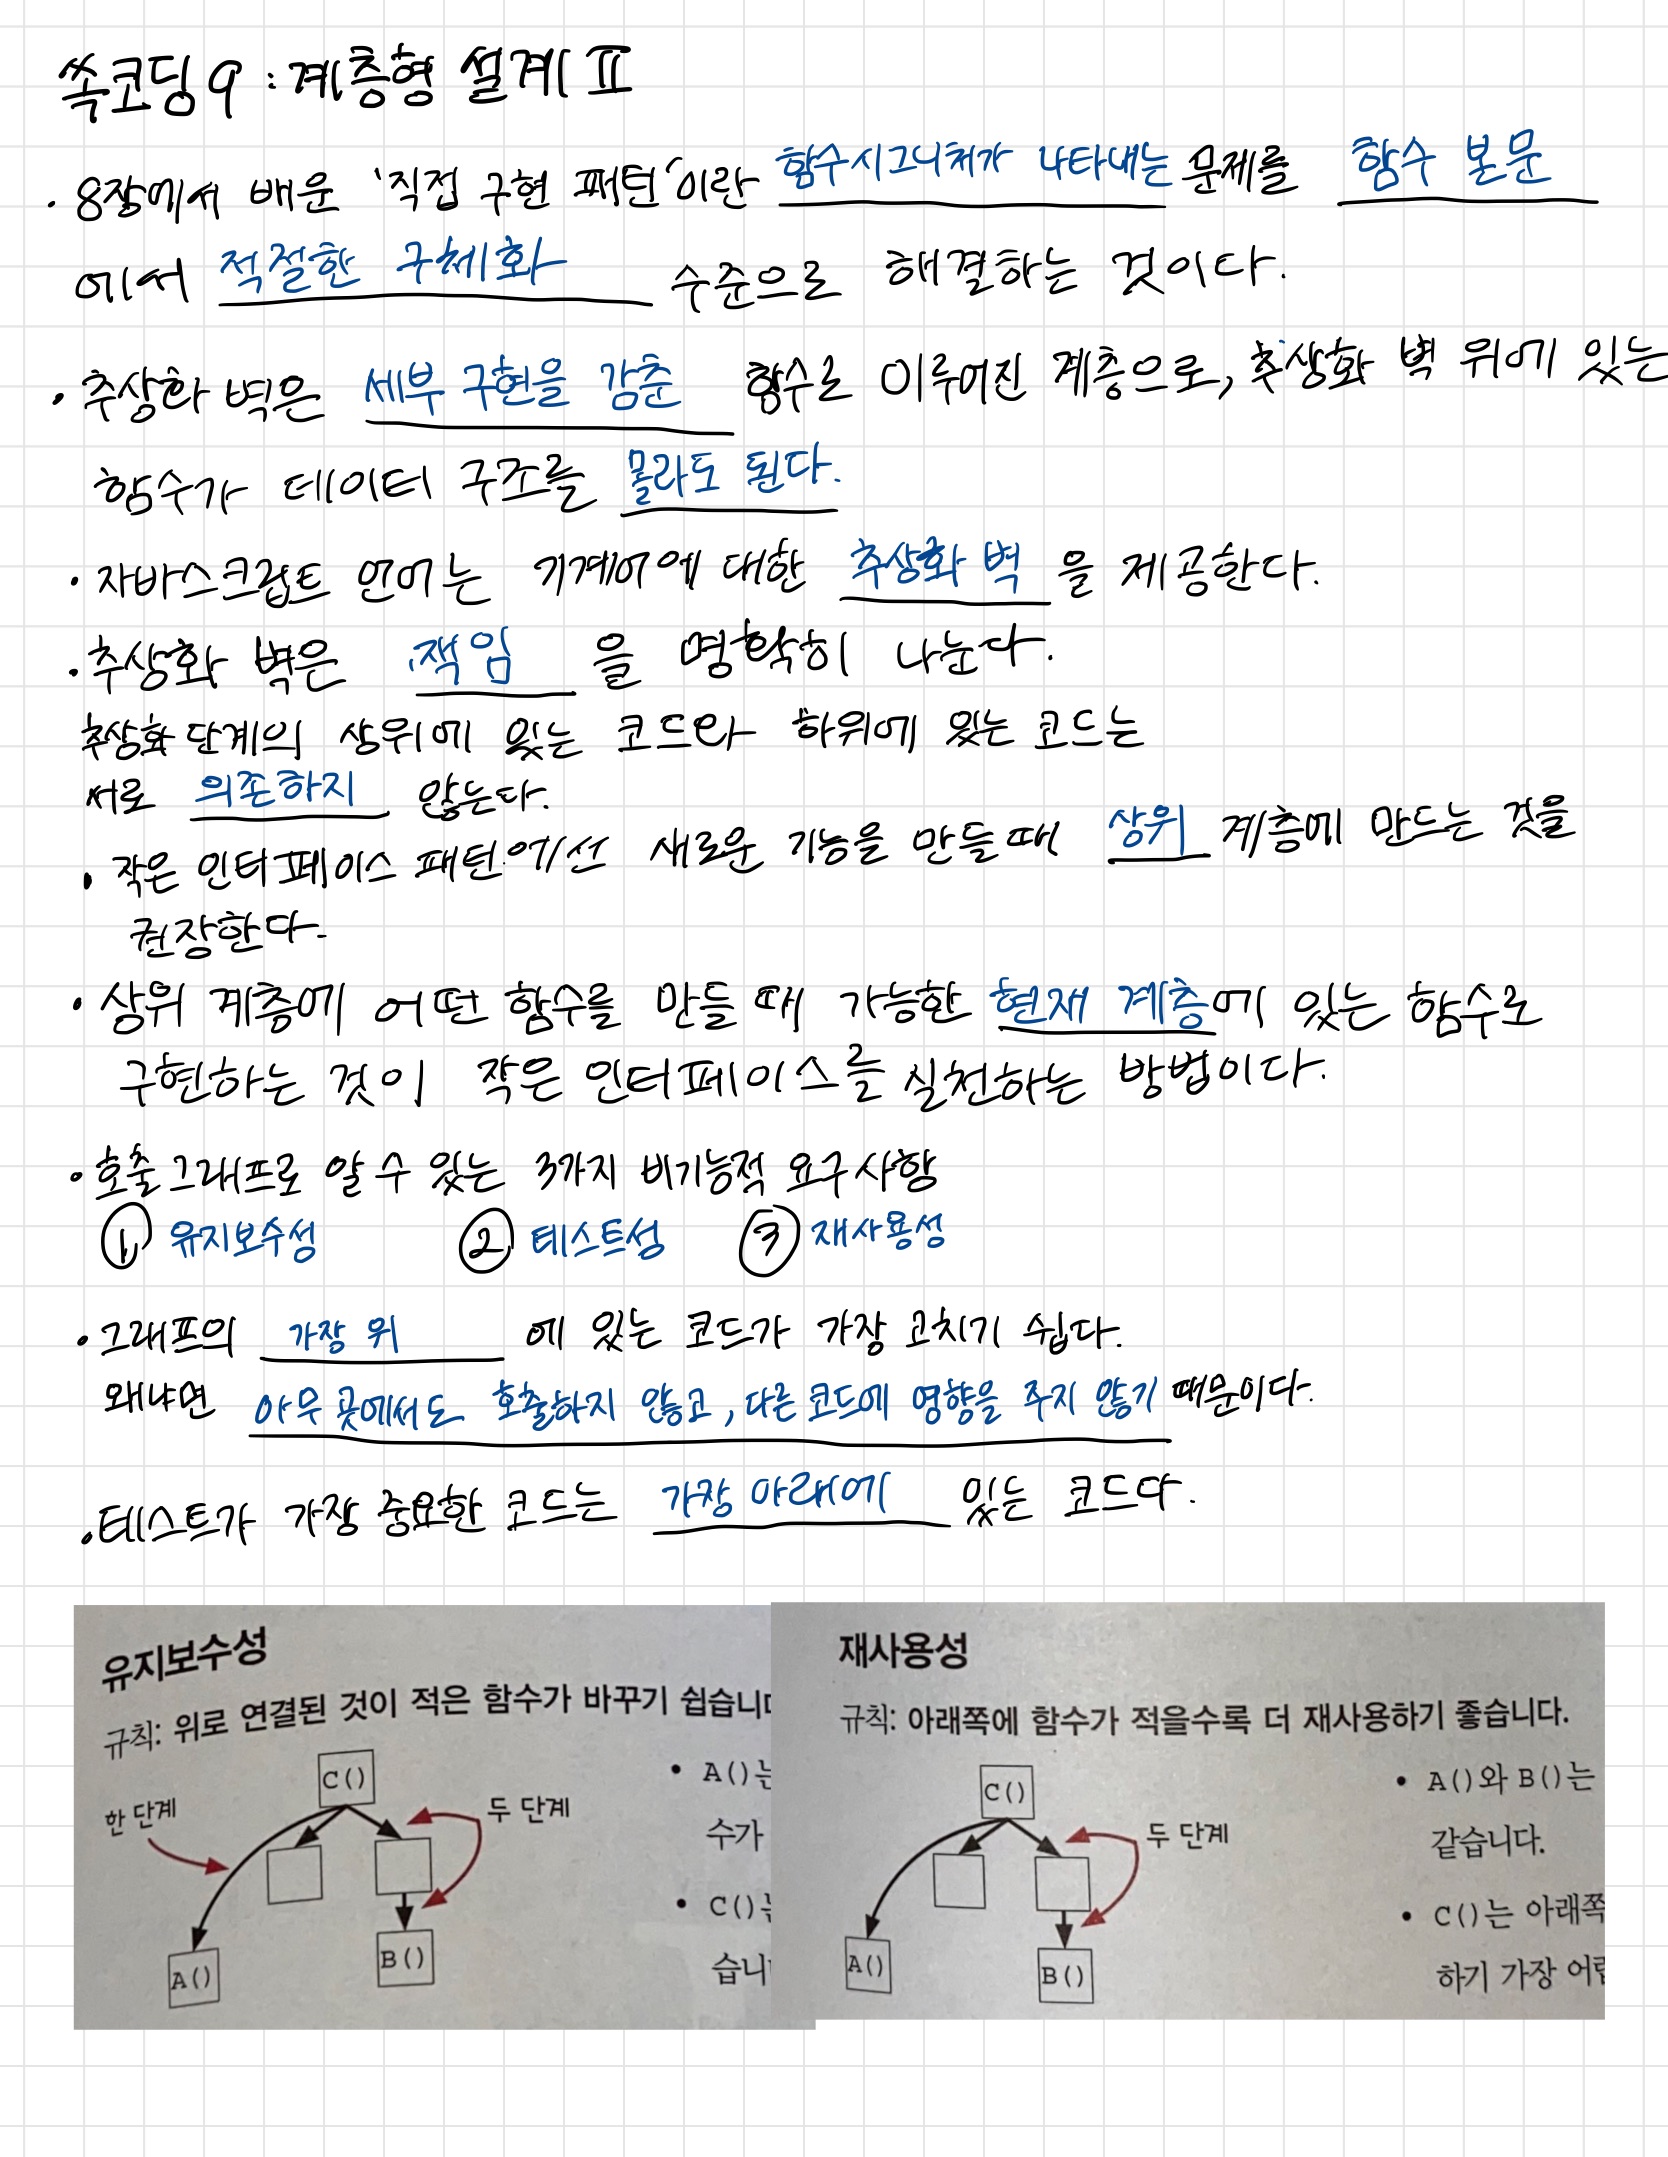 쏙코딩 9 : 계층형 설계 Ⅱ
· 8장에서 배운 '직접 구현 패턴'이란 함수시그니처가 나타내는 문제를 함수 본문
에서 적절한 구체화 수준으로 해결하는 것이다.
· 추상화 벽은 세부 구현을 감춘 함수로 이루어진 계층으로, 추상화 벽 위에 있는
함수가 데이터 구조를 몰라도 된다.
· 자바스크립트 언어는 기계어에 대한 추상화 벽을 제공한다.
· 추상화 벽은 책임을 명확히 나눈다.
추상화 단계의 상위에 있는 코드와 하위에 있는 코드는
서로 의존하지 않는다.
· 작은 인터페이스 패턴에선 새로운 기능을 만들 때 상위 계층에 만드는 것을
권장한다.
· 상위 계층에 어떤 함수를 만들 때 가능한 현재 계층에 있는 함수로
구현하는 것이 작은 인터페이스를 실천하는 방법이다.
· 호출 그래프로 알 수 있는 3가지 비기능적 요구사항
① 유지보수성 ② 테스트성 ③ 재사용성
· 그래프의 가장 위에 있는 코드가 가장 고치기 쉽다.
왜냐면 아무 곳에서도 호출하지 않고, 다른 코드에 영향을 주지 않기 때문이다.
· 테스트가 가장 중요한 코드는 가장 아래에 있는 코드다.
유지보수성
규칙: 위로 연결된 것이 적은 함수가 바꾸기 쉽습니
C()
한 단계
두 단계
A()
B()
• A()는
수가
• C()는
습니
재사용성
규칙: 아래쪽에 함수가 적을수록 더 재사용하기 좋습니다.
C()
두 단계
A()
B()
• A()와 B()는
같습니다.
• C()는 아래쪽
하기 가장 어